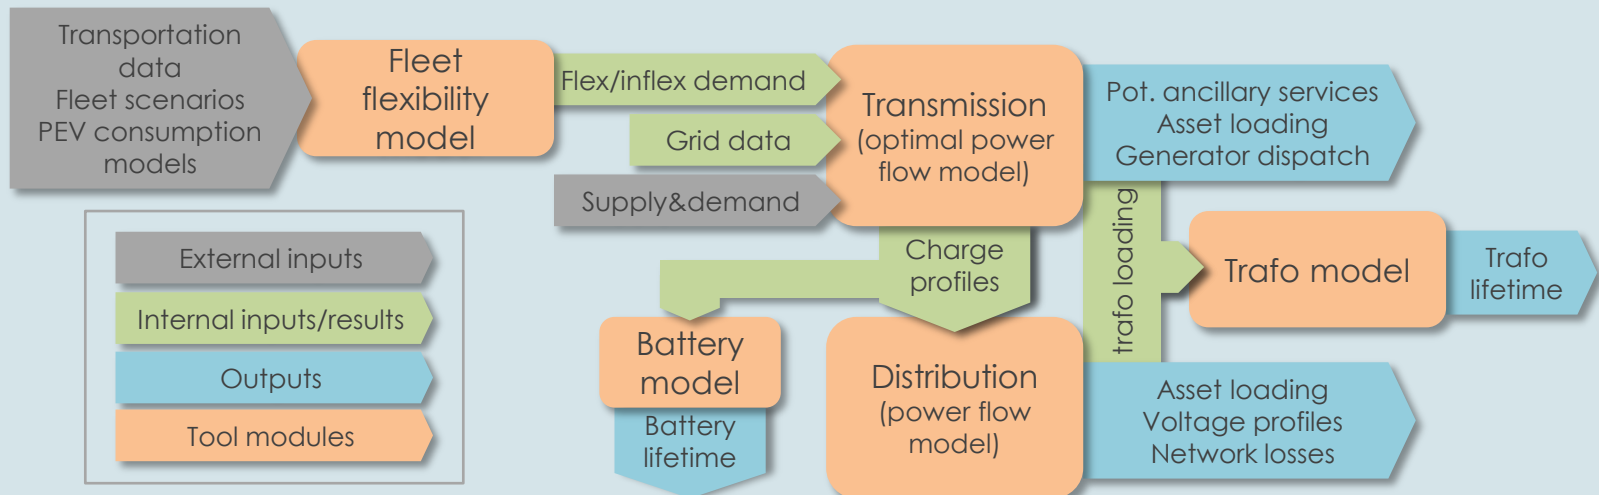 Transportation
data
Fleet scenarios
PEV consumption
models
Fleet
flexibility
model
Flex/inflex demand
Grid data
Supply&demand
Transmission
(optimal power
flow model)
Pot. ancillary services
Asset loading
Generator dispatch
External inputs
Internal inputs/results
Outputs
Tool modules
Charge
profiles
trafo loading
Trafo model
Trafo
lifetime
Battery
model
Battery
lifetime
Distribution
(power flow
model)
Asset loading
Voltage profiles
Network losses